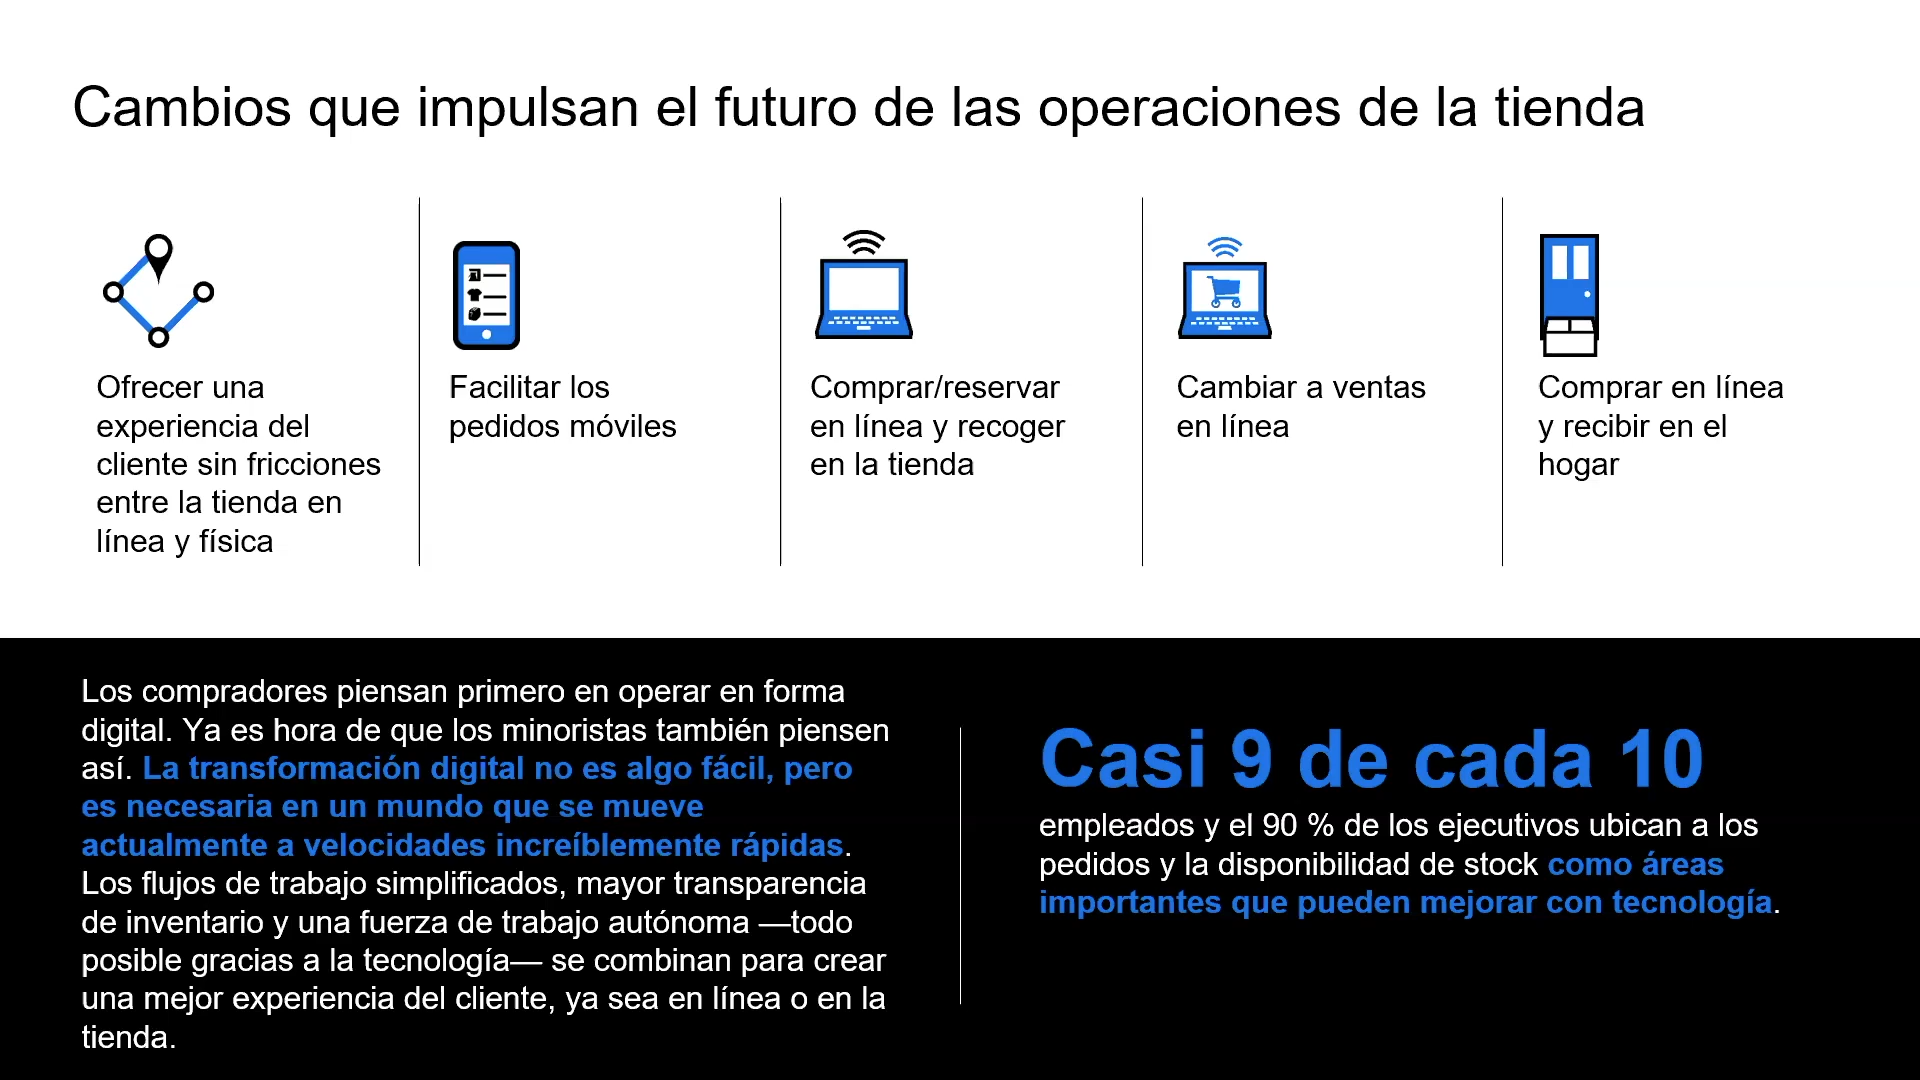 Cambios que impulsan el futuro de las operaciones de la tienda
Ofrecer una
experiencia del
cliente sin fricciones
entre la tienda en
línea y física
Facilitar los
pedidos móviles
Comprar/reservar
en línea y recoger
en la tienda
Cambiar a ventas
en línea
Comprar en línea
y recibir en el
hogar
Los compradores piensan primero en operar en forma
digital. Ya es hora de que los minoristas también piensen
así. La transformación digital no es algo fácil, pero
es necesaria en un mundo que se mueve
actualmente a velocidades increíblemente rápidas.
Los flujos de trabajo simplificados, mayor transparencia
de inventario y una fuerza de trabajo autónoma —todo
posible gracias a la tecnología— se combinan para crear
una mejor experiencia del cliente, ya sea en línea o en la
tienda.
Casi 9 de cada 10
empleados y el 90 % de los ejecutivos ubican a los
pedidos y la disponibilidad de stock como áreas
importantes que pueden mejorar con tecnología.